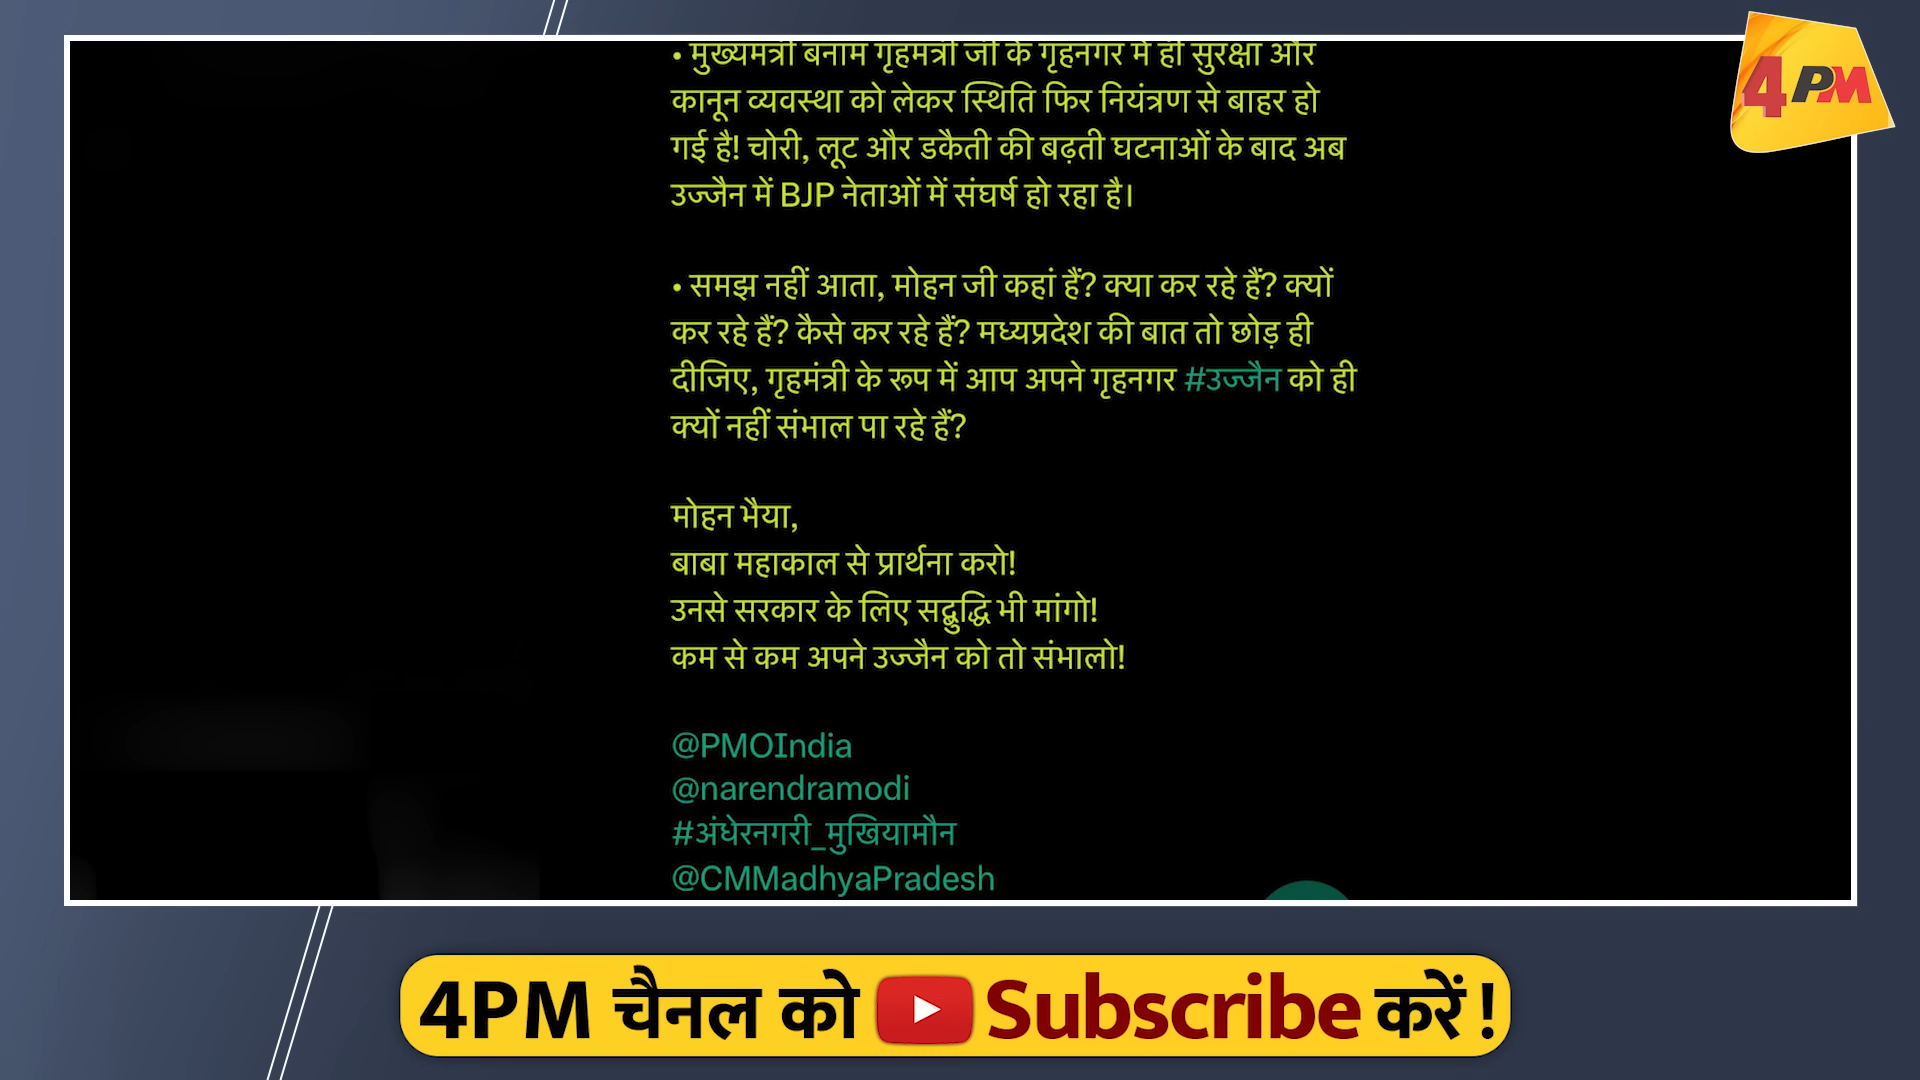 • मुख्यमंत्री बनाम गृहमंत्री जी के गृहनगर में ही सुरक्षा और
कानून व्यवस्था को लेकर स्थिति फिर नियंत्रण से बाहर हो
गई है! चोरी, लूट और डकैती की बढ़ती घटनाओं के बाद अब
उज्जैन में BJP नेताओं में संघर्ष हो रहा है।
• समझ नहीं आता, मोहन जी कहां हैं? क्या कर रहे हैं? क्यों
कर रहे हैं? कैसे कर रहे हैं? मध्यप्रदेश की बात तो छोड़ ही
दीजिए, गृहमंत्री के रूप में आप अपने गृहनगर #उज्जैन को ही
क्यों नहीं संभाल पा रहे हैं?
मोहन भैया,
बाबा महाकाल से प्रार्थना करो!
उनसे सरकार के लिए सद्बुद्धि भी मांगो!
कम से कम अपने उज्जैन को तो संभालो!
@PMOIndia
@narendramodi
#अंधेरनगरी_मुखियामौन
@CMMadhyaPradesh
4PM
4PM चैनल को Subscribe करें !